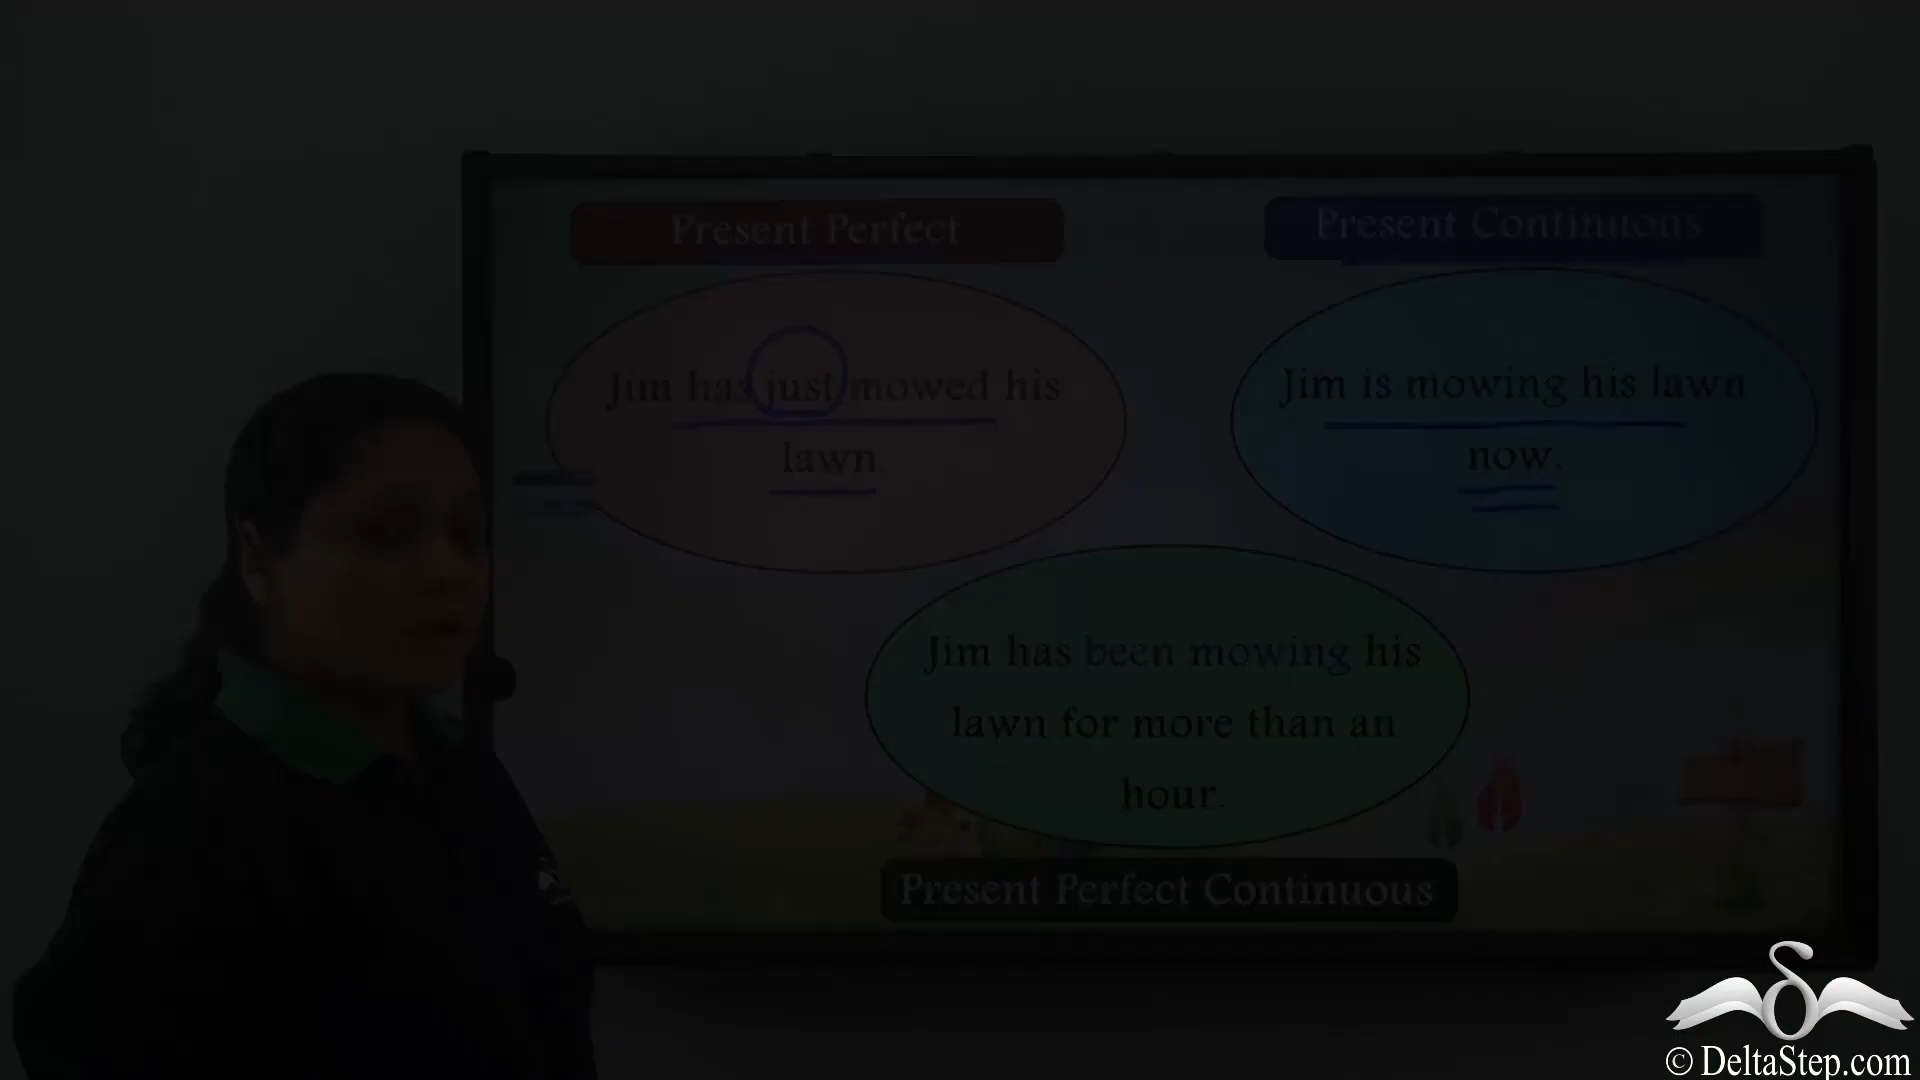 Present Perfect
Present Continuous
Jim has just mowed his
lawn.
Jim is mowing his lawn
now.
Jim has been mowing his
lawn for more than an
hour.
Present Perfect Continuous
© DeltaStep.com